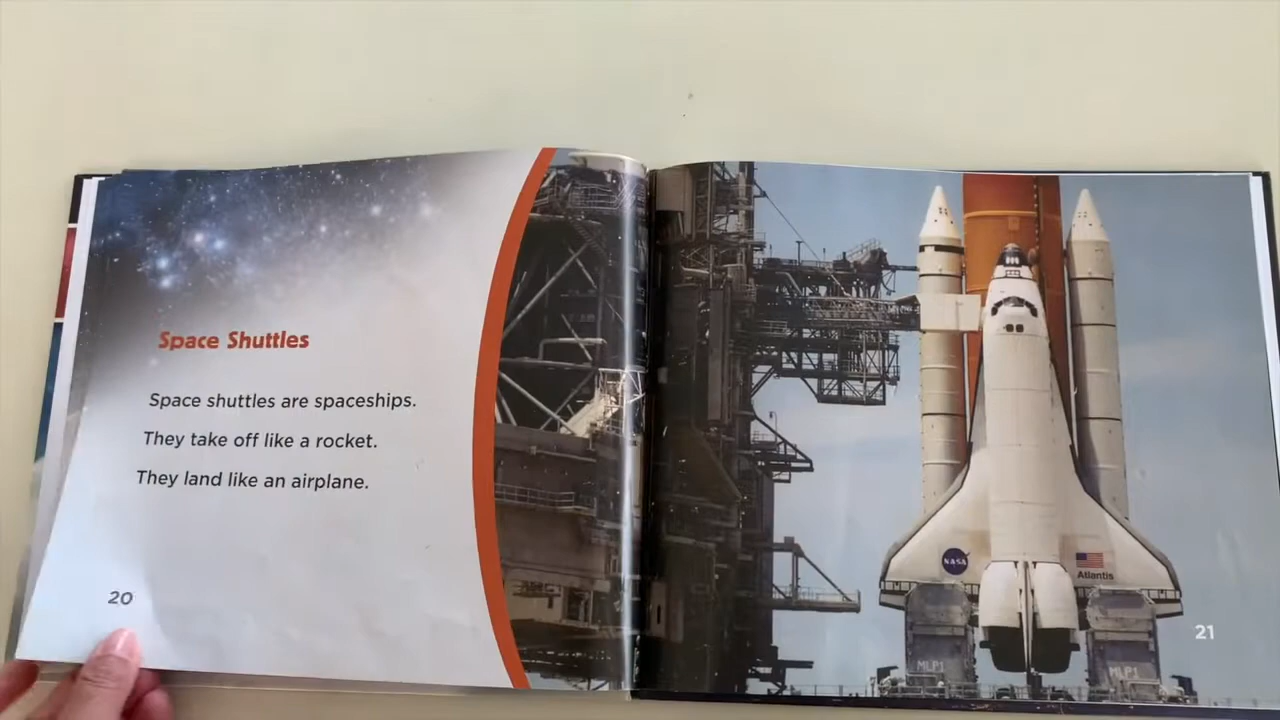 Space Shuttles
Space shuttles are spaceships.
They take off like a rocket.
They land like an airplane.
20
NASA
Atlantis
MLP1
MLP1
21